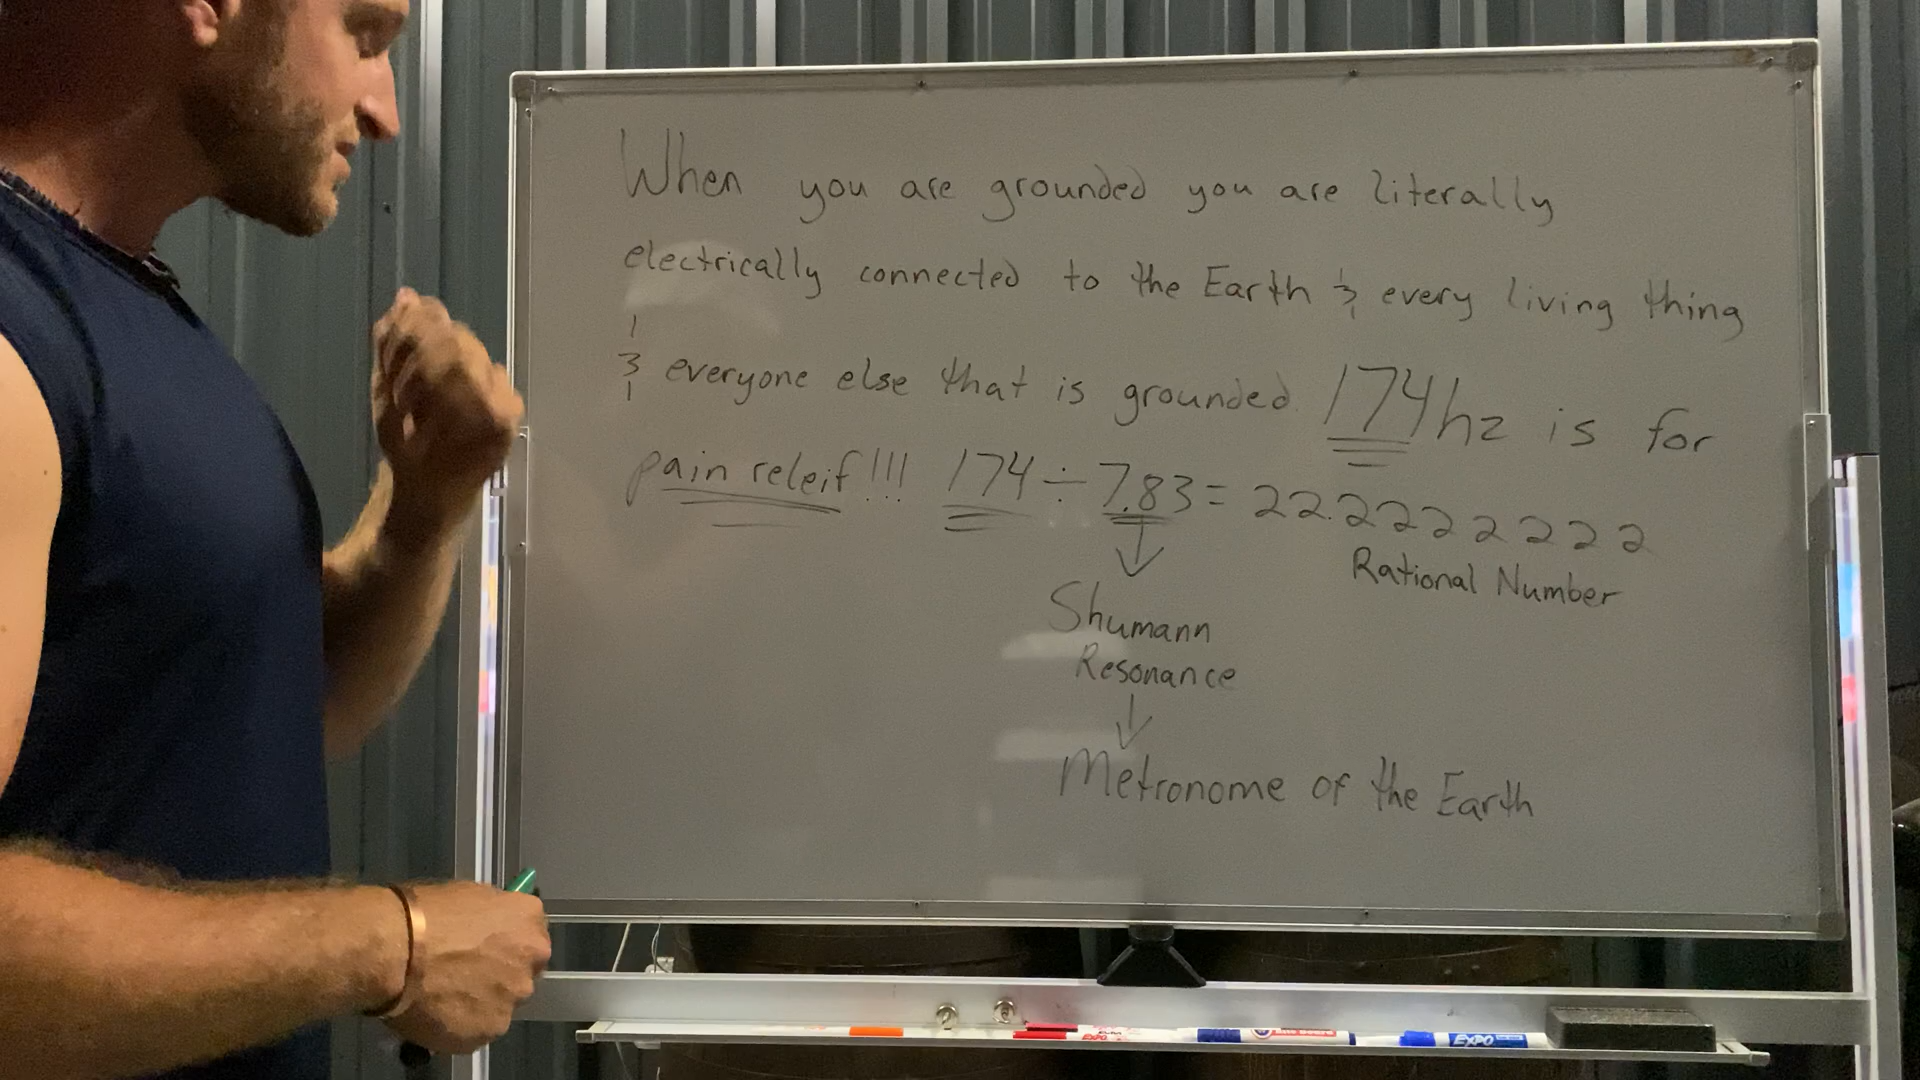 When you are grounded you are literally
electrically connected to the Earth & every living thing
& everyone else that is grounded. 174hz is for
pain releif!!! 174 ÷ 7.83 = 22.2222222
Rational Number
Shumann
Resonance
Metronome of the Earth
EXPO
EXPO